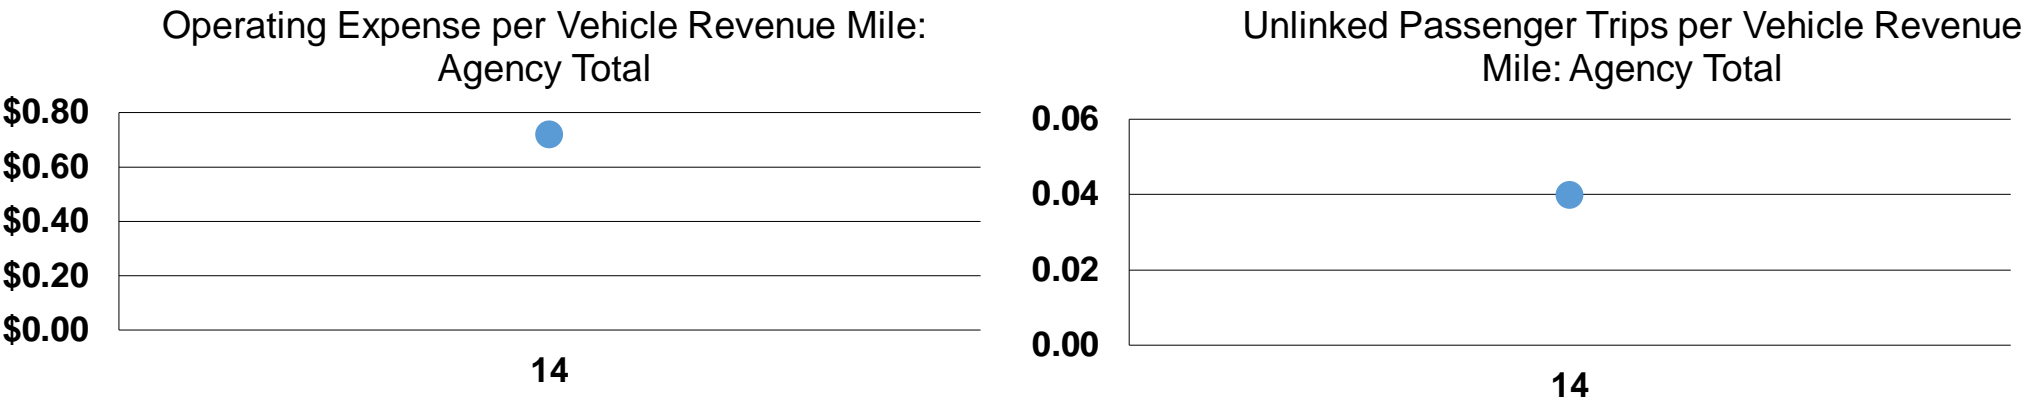 Operating Expense per Vehicle Revenue Mile:
Agency Total
$0.80
$0.60
$0.40
$0.20
$0.00
14
Unlinked Passenger Trips per Vehicle Revenue
Mile: Agency Total
0.06
0.04
0.02
0.00
14